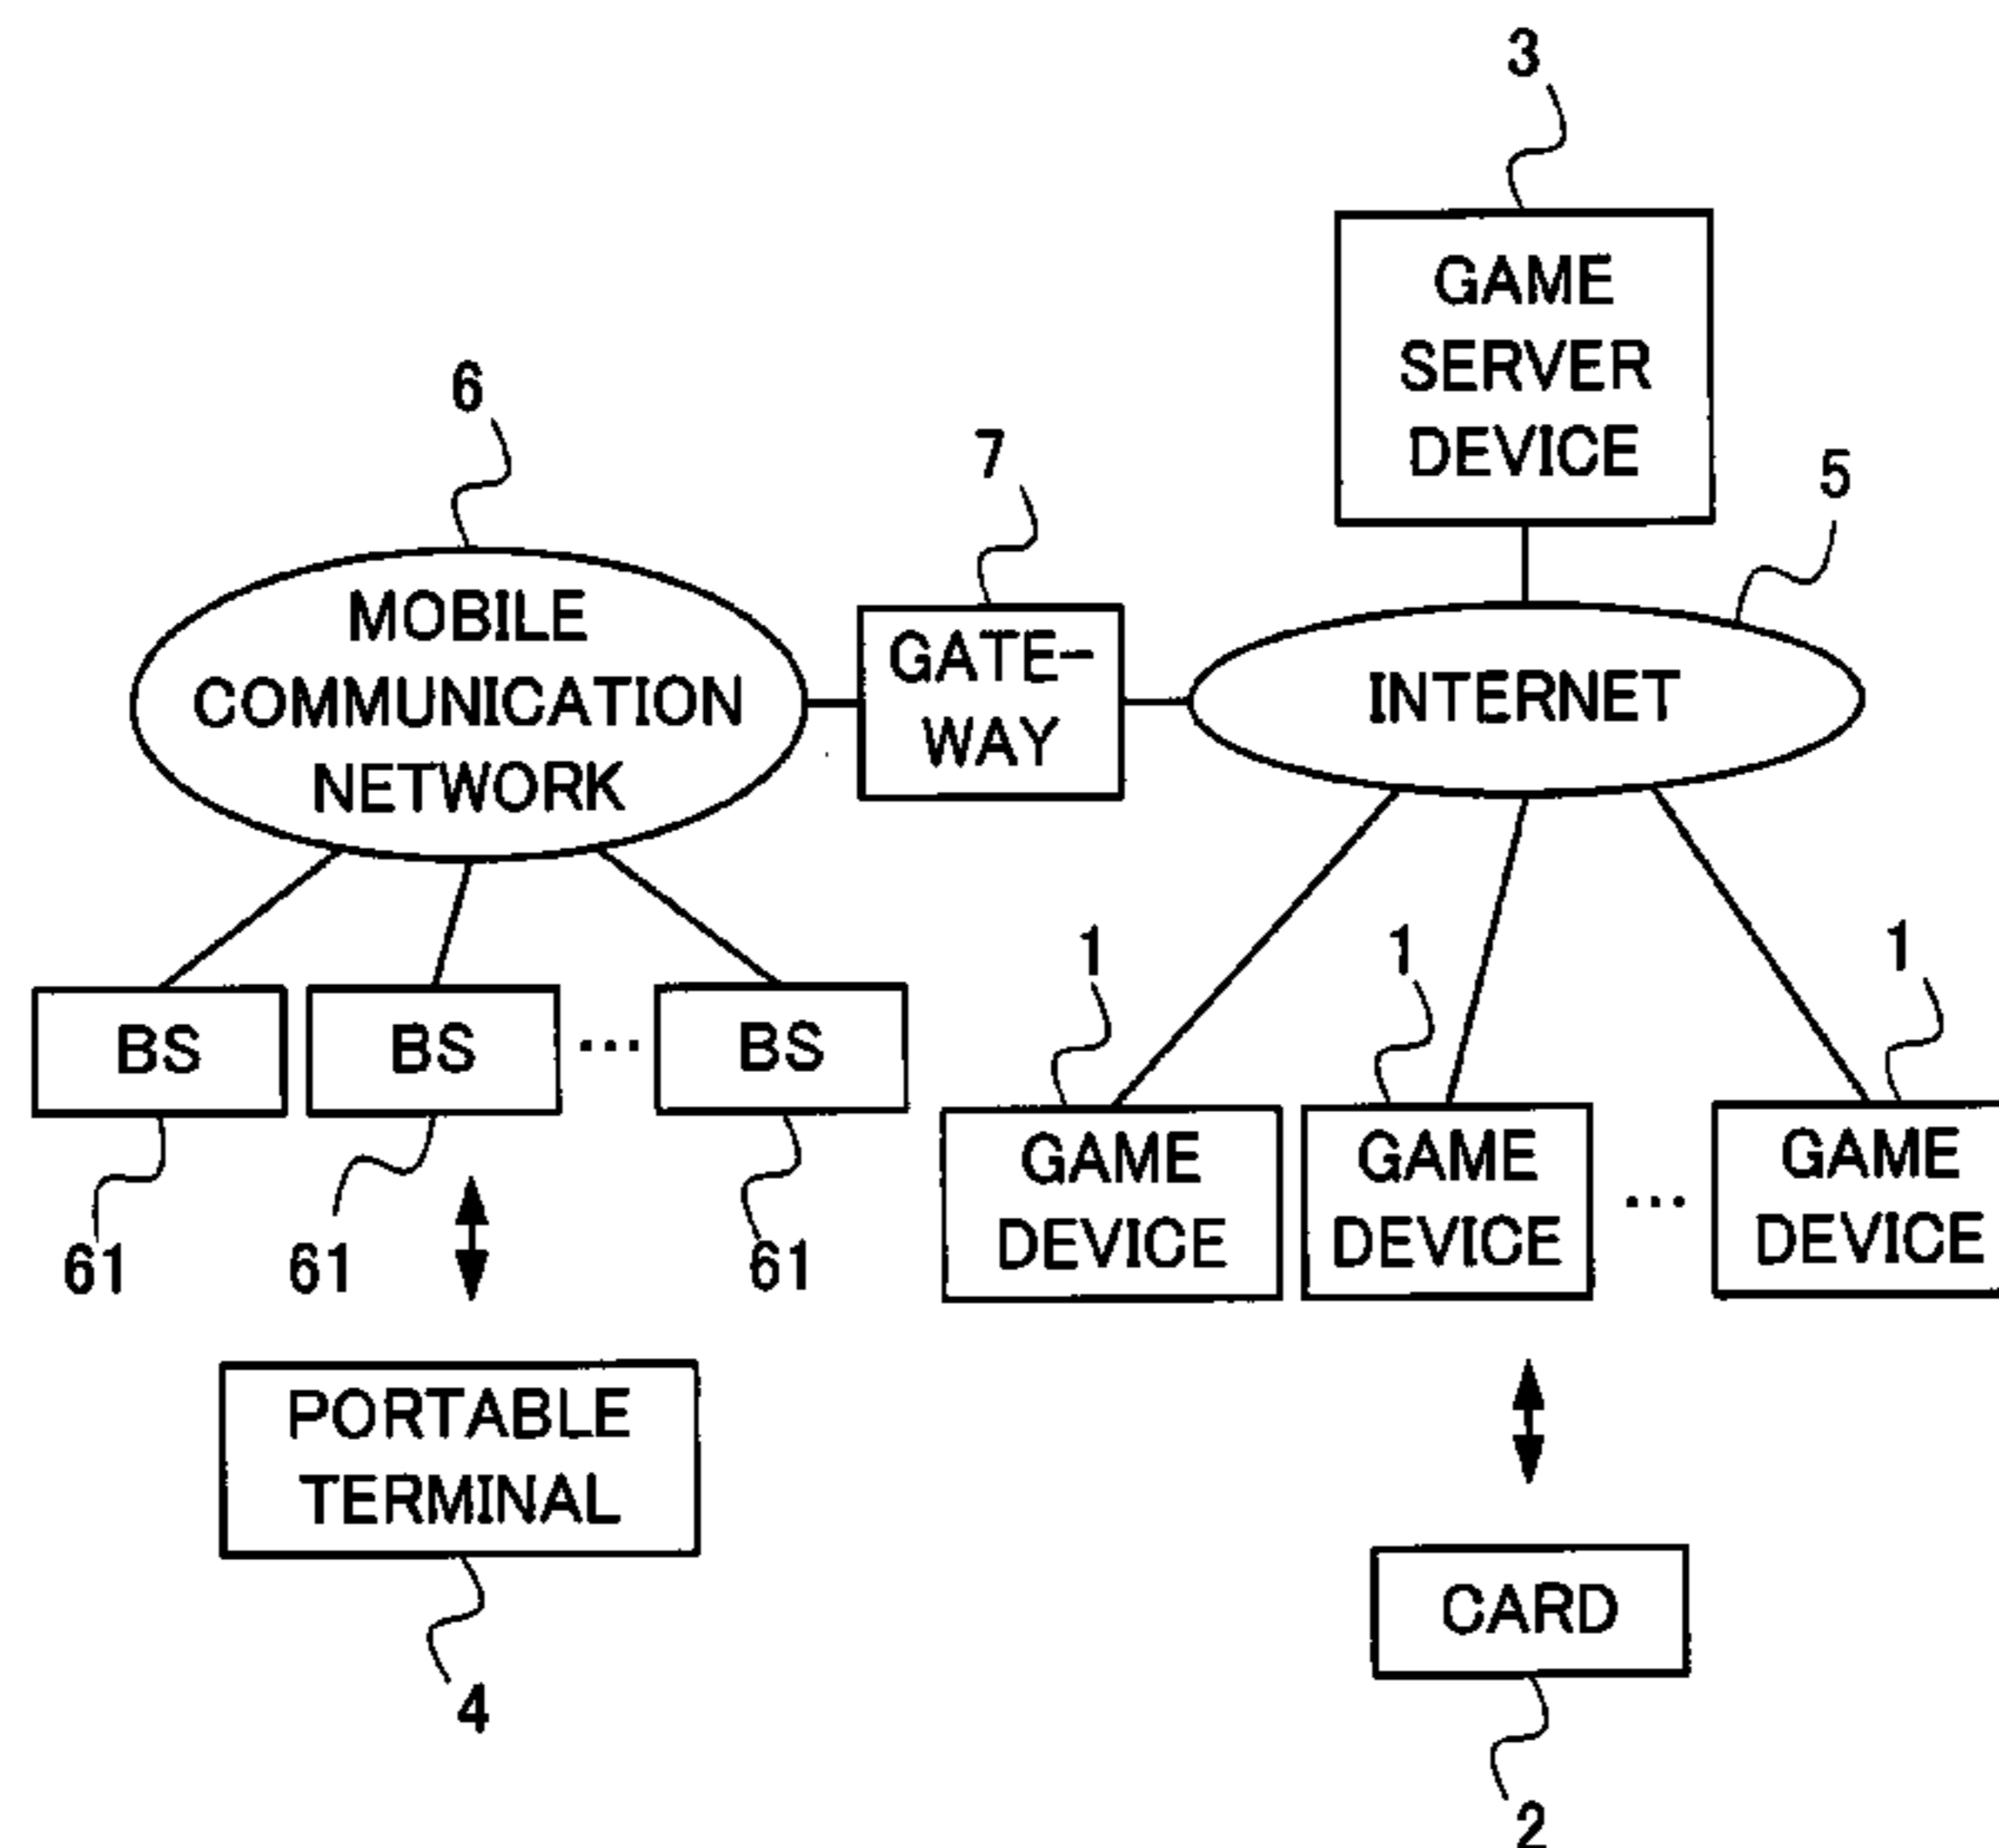 3
GAME
SERVER
DEVICE
6
7
5
MOBILE
COMMUNICATION
NETWORK
GATE-
WAY
INTERNET
1 1 1
BS BS ... BS
61 61 61
GAME
DEVICE
GAME
DEVICE
...
GAME
DEVICE
PORTABLE
TERMINAL
4
CARD
2